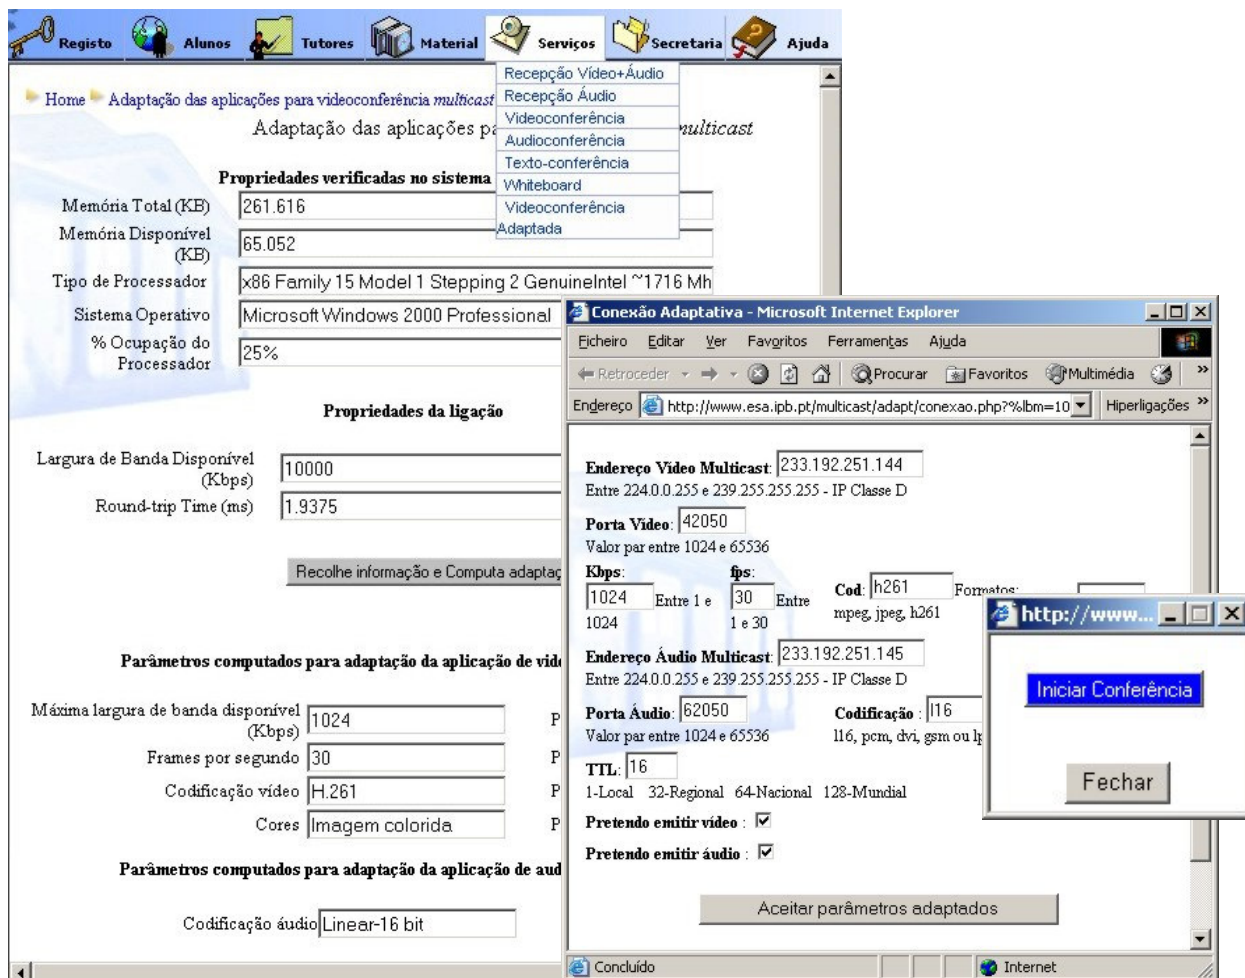 Registo Alunos Tutores Material Serviços Secretaria Ajuda
Recepção Vídeo+Áudio
Recepção Áudio
Videoconferência
Audioconferência
Texto-conferência
Whiteboard
Videoconferência
Adaptada
Home Adaptação das aplicações para videoconferência multicast
Adaptação das aplicações pa multicast
Propriedades verificadas no sistema
Memória Total (KB) 261.616
Memória Disponível
(KB) 65.052
Tipo de Processador x86 Family 15 Model 1 Stepping 2 GenuineIntel ~1716 Mh
Sistema Operativo Microsoft Windows 2000 Professional
% Ocupação do
Processador 25%
Propriedades da ligação
Largura de Banda Disponível
(Kbps) 10000
Round-trip Time (ms) 1.9375
Recolhe informação e Computa adaptaç
Parâmetros computados para adaptação da aplicação de vid
Máxima largura de banda disponível
(Kbps) 1024 P
Frames por segundo 30 P
Codificação vídeo H.261 P
Cores Imagem colorida P
Parâmetros computados para adaptação da aplicação de aud
Codificação áudio Linear-16 bit
Conexão Adaptativa - Microsoft Internet Explorer
Ficheiro Editar Ver Favoritos Ferramentas Ajuda
Retroceder Procurar Favoritos Multimédia »
Endereço http://www.esa.ipb.pt/multicast/adapt/conexao.php?%lbm=10 Hiperligações »
Endereço Vídeo Multicast: 233.192.251.144
Entre 224.0.0.255 e 239.255.255.255 - IP Classe D
Porta Vídeo: 42050
Valor par entre 1024 e 65536
Kbps: fps:
1024 Entre 1 e 30 Entre Cod: h261 Formatos:
1024 1 e 30 mpeg, jpeg, h261
Endereço Áudio Multicast: 233.192.251.145
Entre 224.0.0.255 e 239.255.255.255 - IP Classe D
Porta Áudio: 62050 Codificação : l16
Valor par entre 1024 e 65536 l16, pcm, dvi, gsm ou lp
TTL: 16
1-Local 32-Regional 64-Nacional 128-Mundial
Pretendo emitir vídeo :
Pretendo emitir áudio :
Aceitar parâmetros adaptados
Concluído Internet
http://www...
Iniciar Conferência
Fechar